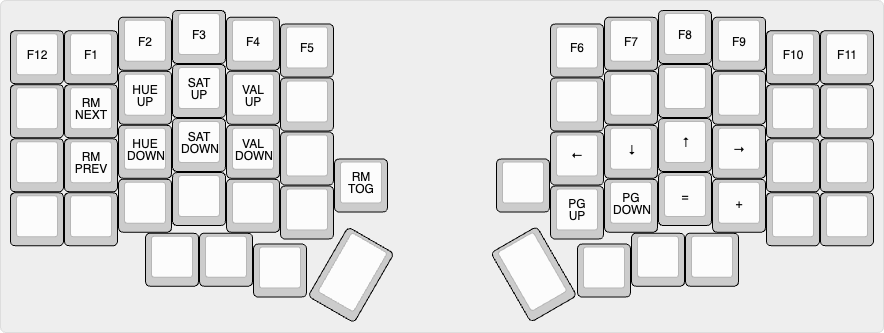 F12 F1 F2 F3 F4 F5 F6 F7 F8 F9 F10 F11
RM NEXT HUE UP SAT UP VAL UP
RM PREV HUE DOWN SAT DOWN VAL DOWN ← ↓ ↑ →
RM TOG
PG UP PG DOWN = +